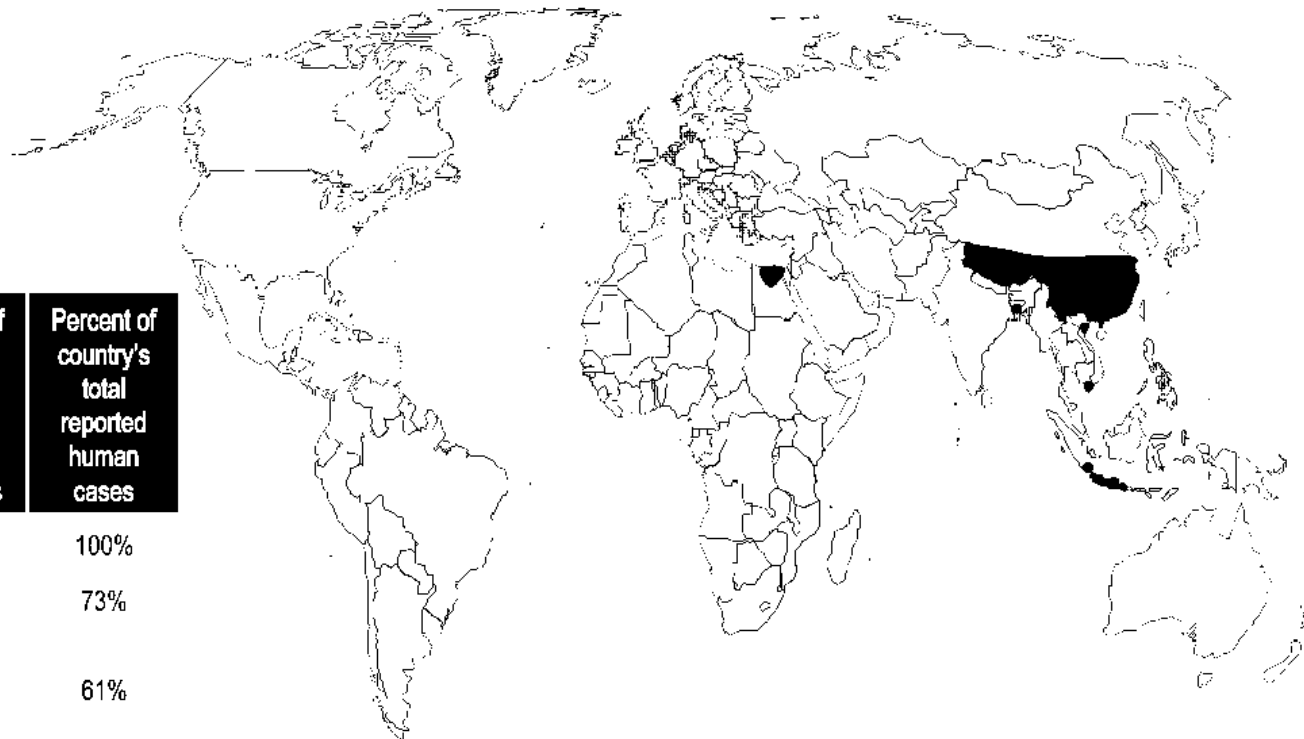 f
Percent of
country's
total
reported
human
cases
s
100%
73%
61%